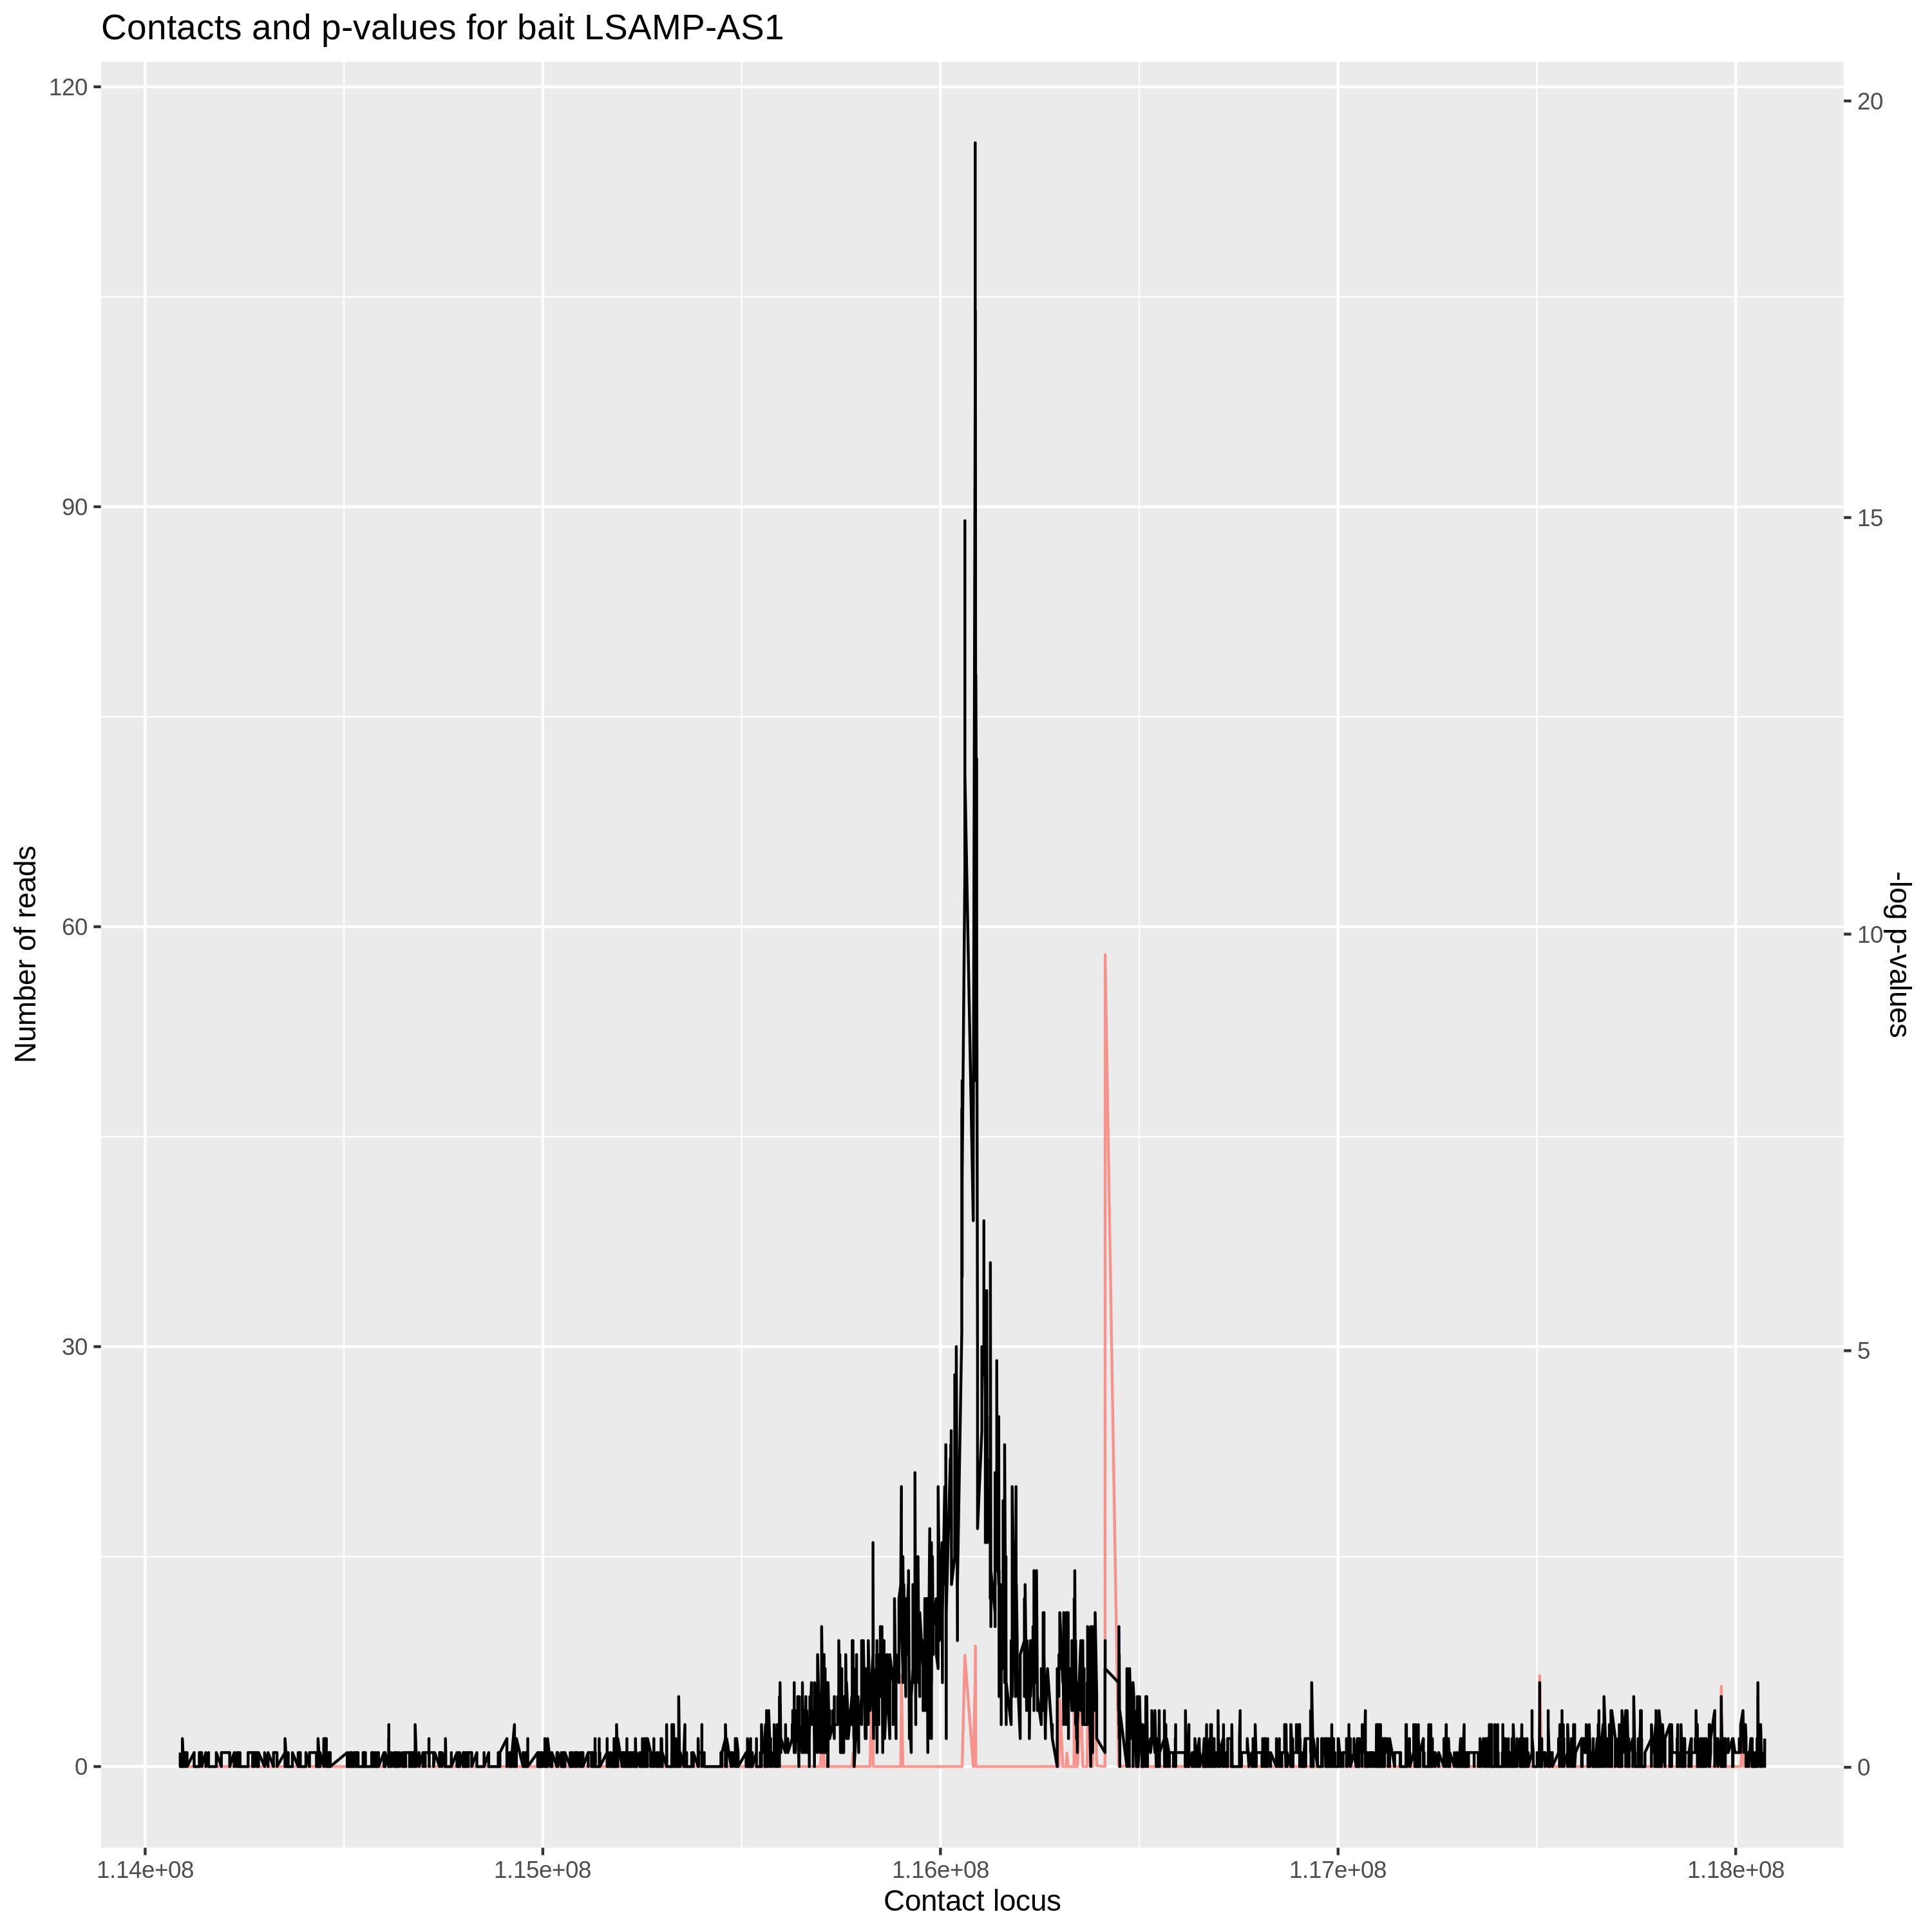 Contacts and p-values for bait LSAMP-AS1
120
90
60
30
0
Number of reads
20
15
10
5
0
-log p-values
1.14e+08 1.15e+08 1.16e+08 1.17e+08 1.18e+08
Contact locus